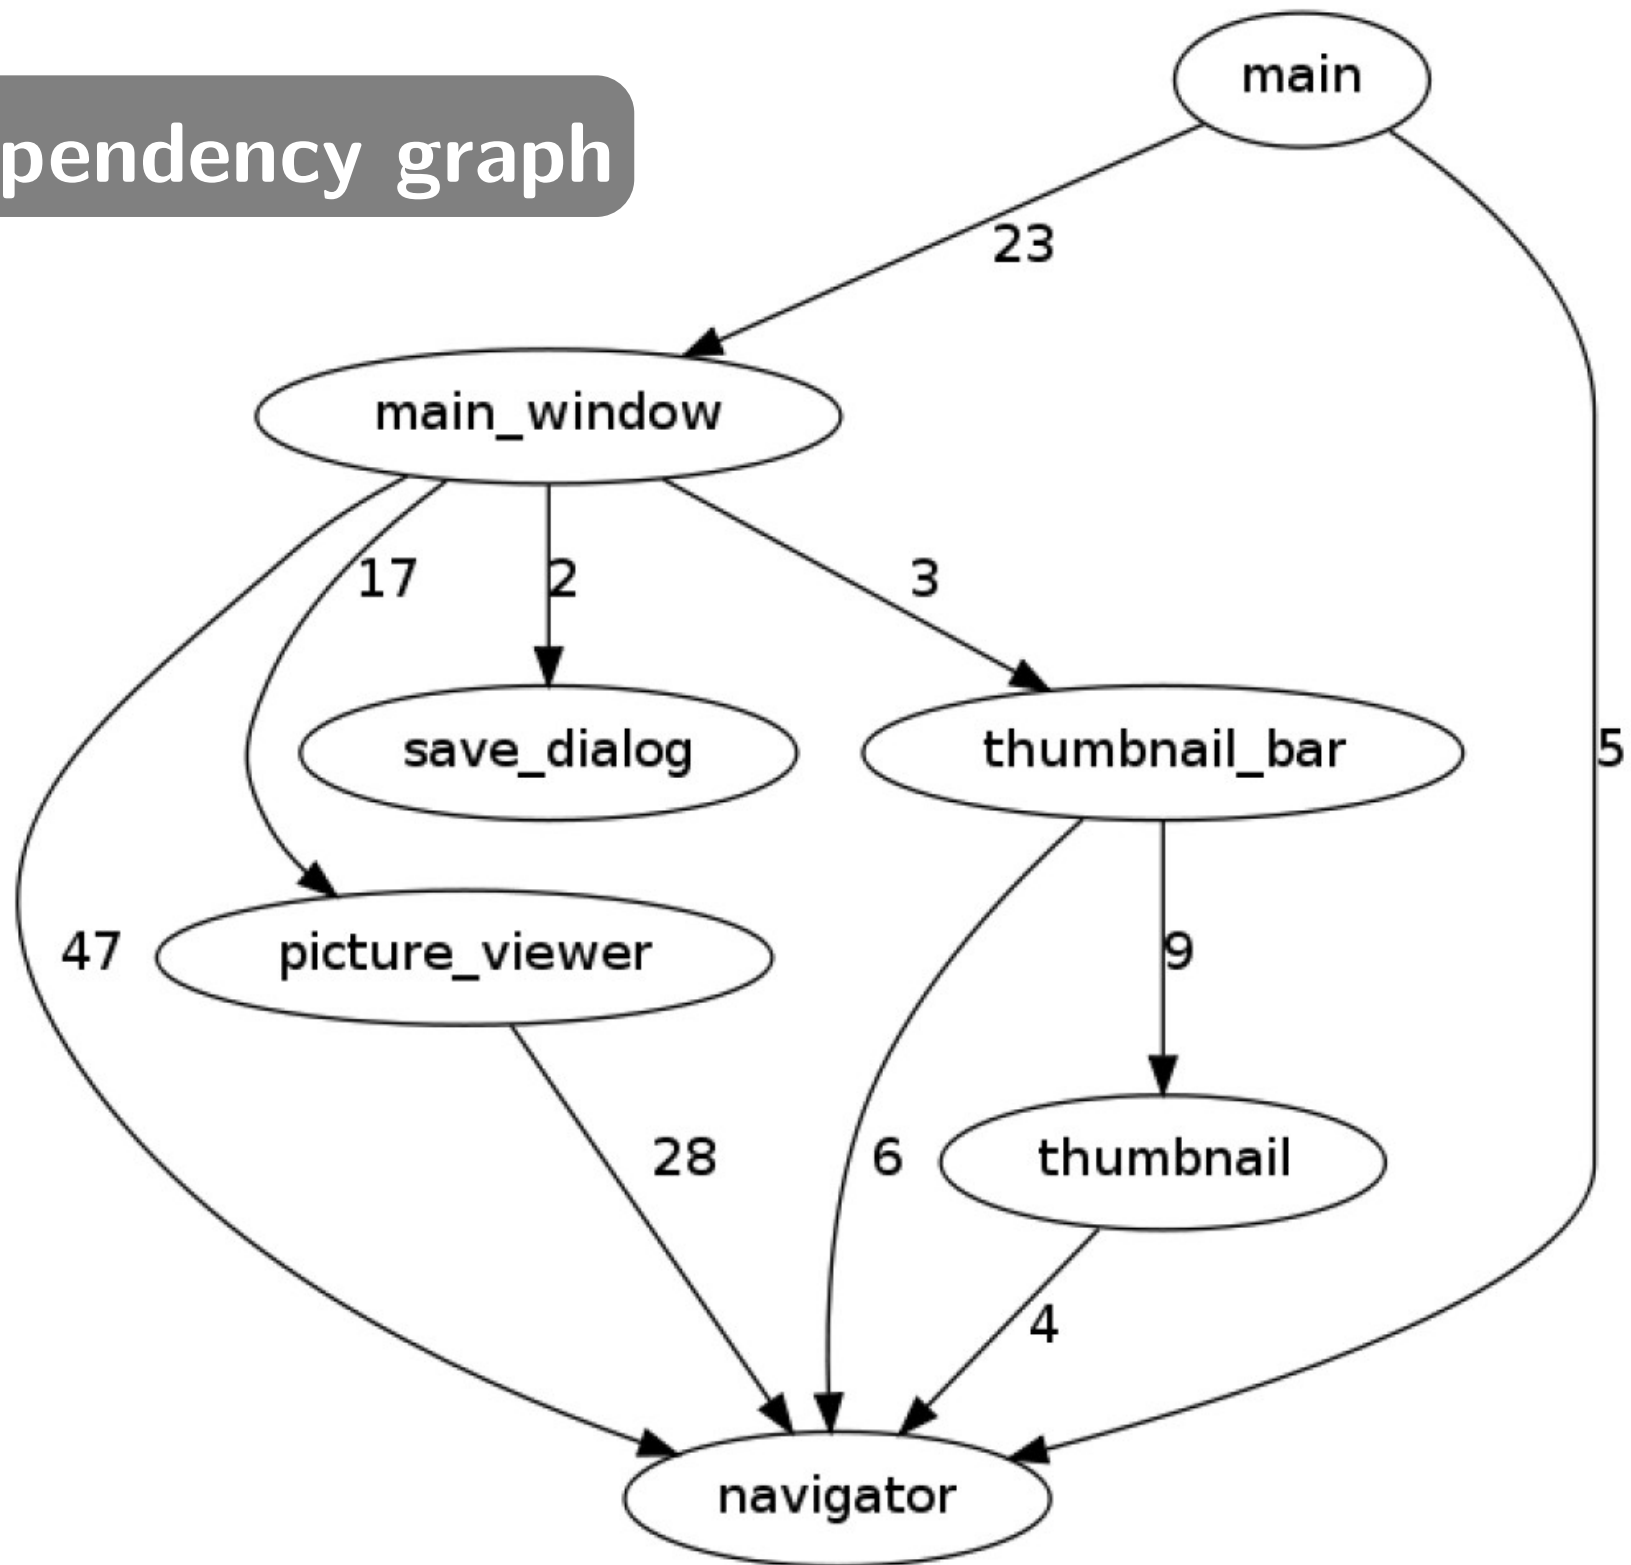 main
pendency graph
23
main_window
17
2
3
save_dialog
thumbnail_bar
5
47
picture_viewer
9
28
6
thumbnail
4
navigator